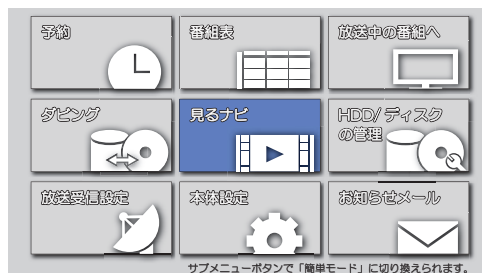 予約
番組表
放送中の番組へ
ダビング
見るナビ
HDD/ディスク
の管理
放送受信設定
本体設定
お知らせメール
サブメニューボタンで「簡単モード」に切り換えられます。